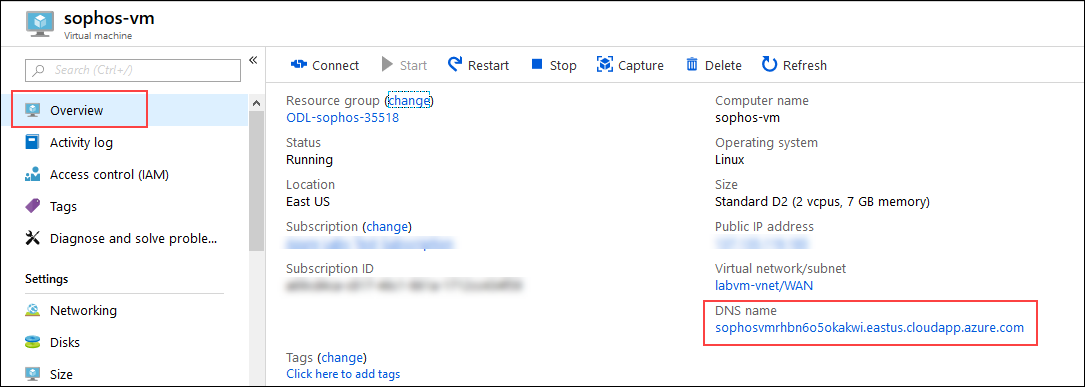 sophos-vm
Virtual machine
Search (Ctrl+/)
«
Overview
Activity log
Access control (IAM)
Tags
Diagnose and solve proble...
Settings
Networking
Disks
Size
Connect Start Restart Stop Capture Delete Refresh
Resource group (change)
ODL-sophos-35518
Status
Running
Location
East US
Subscription (change)
Subscription ID
Tags (change)
Click here to add tags
Computer name
sophos-vm
Operating system
Linux
Size
Standard D2 (2 vcpus, 7 GB memory)
Public IP address
Virtual network/subnet
labvm-vnet/WAN
DNS name
sophosvmrhbn6o5okakwi.eastus.cloudapp.azure.com